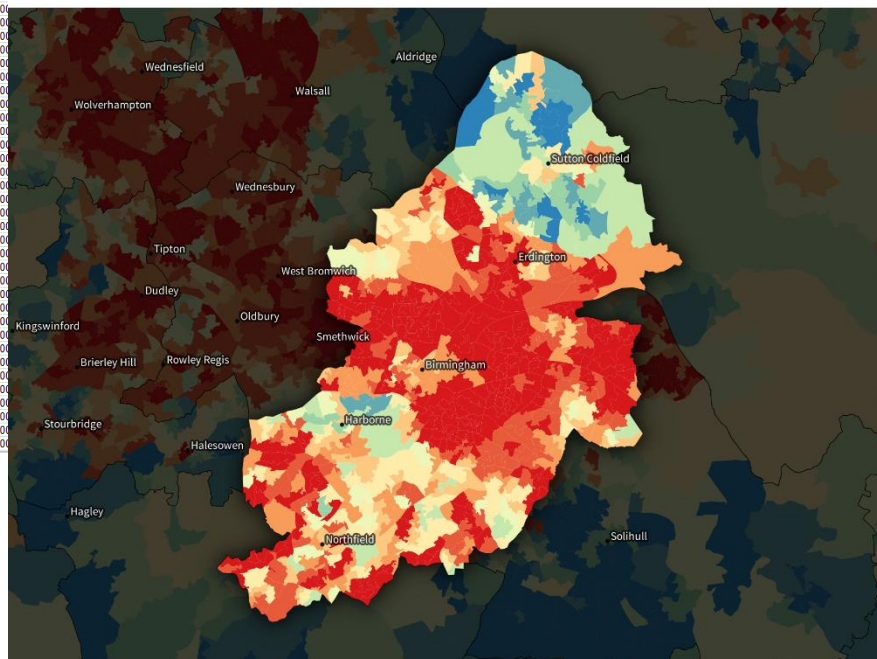 Aldridge
Wednesfield
Walsall
Wolverhampton
Sutton Coldfield
Wednesbury
Tipton
Erdington
West Bromwich
Dudley
Oldbury
Kingswinford
Smethwick
Brierley Hill
Rowley Regis
Birmingham
Harborne
Stourbridge
Halesowen
Hagley
Solihull
Northfield